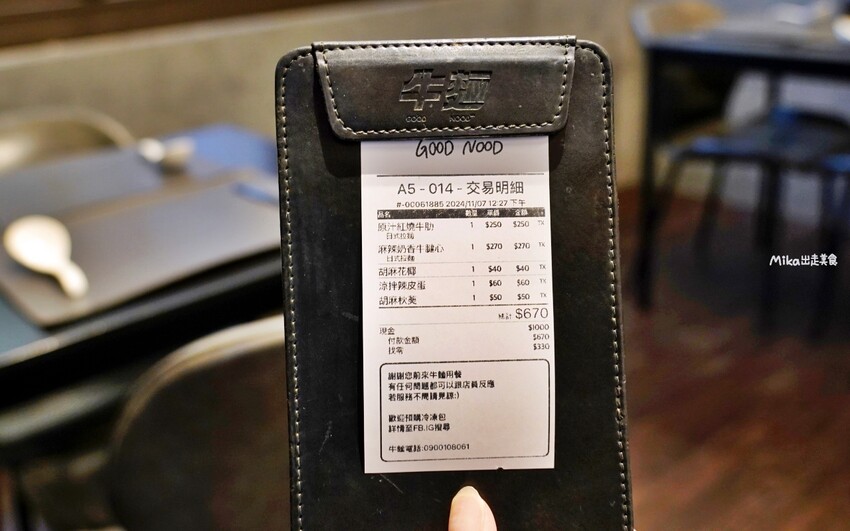 牛麵
GOOD NOOD
GOOD NOOD
A5-014-交易明細
#-00061885 2024/11/07 12:27 下午
品名 數量 單價 金額
原汁紅燒牛肋 1 $250 $250 TX
日式拉麵
麻辣奶香牛腱心 1 $270 $270 TX
日式拉麵
胡麻花椰 1 $40 $40 TX
涼拌辣皮蛋 1 $60 $60 TX
胡麻秋葵 1 $50 $50 TX
總計 $670
現金 $1000
付款金額 $670
找零 $330
謝謝您前來牛麵用餐
有任何問題都可以跟店員反應
若服務不周請見諒:)
歡迎預購冷凍包
詳情至FB.IG搜尋
牛麵電話:0900108061
Mika出走美食